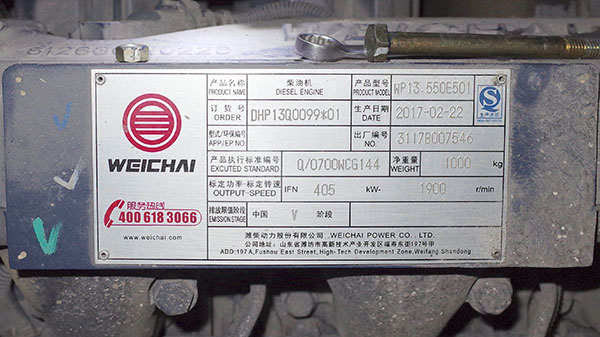 产品名称 柴油机 产品型号 WP13.550E501
PRODUCT NAME DIESEL ENGINE PRODUCT MODEL
订货号 DHP13Q0099*01 生产日期 2017-02-22
ORDER DATE
型式/环保编号 出厂编号 3117B007546
APP/EP NO NO
WEICHAI
产品执行标准编号 Q/0700WCG144 净重量 1000 kg
EXCUTED STANDARD WEIGHT
标定功率-标定转速 IFN 405 kW- 1900 r/min
OUTPUT-SPEED
服务热线
400 618 3066
排放限值阶段 中国 V 阶段
EMISSION STAGE
www.weichai.com
潍柴动力股份有限公司 .WEICHAI POWER CO., LTD.
公司地址: 山东省潍坊市高新技术产业开发区福寿东街197号甲
ADD:197A,Fushou East Street,High-Tech Development Zone,Weifang Shandong